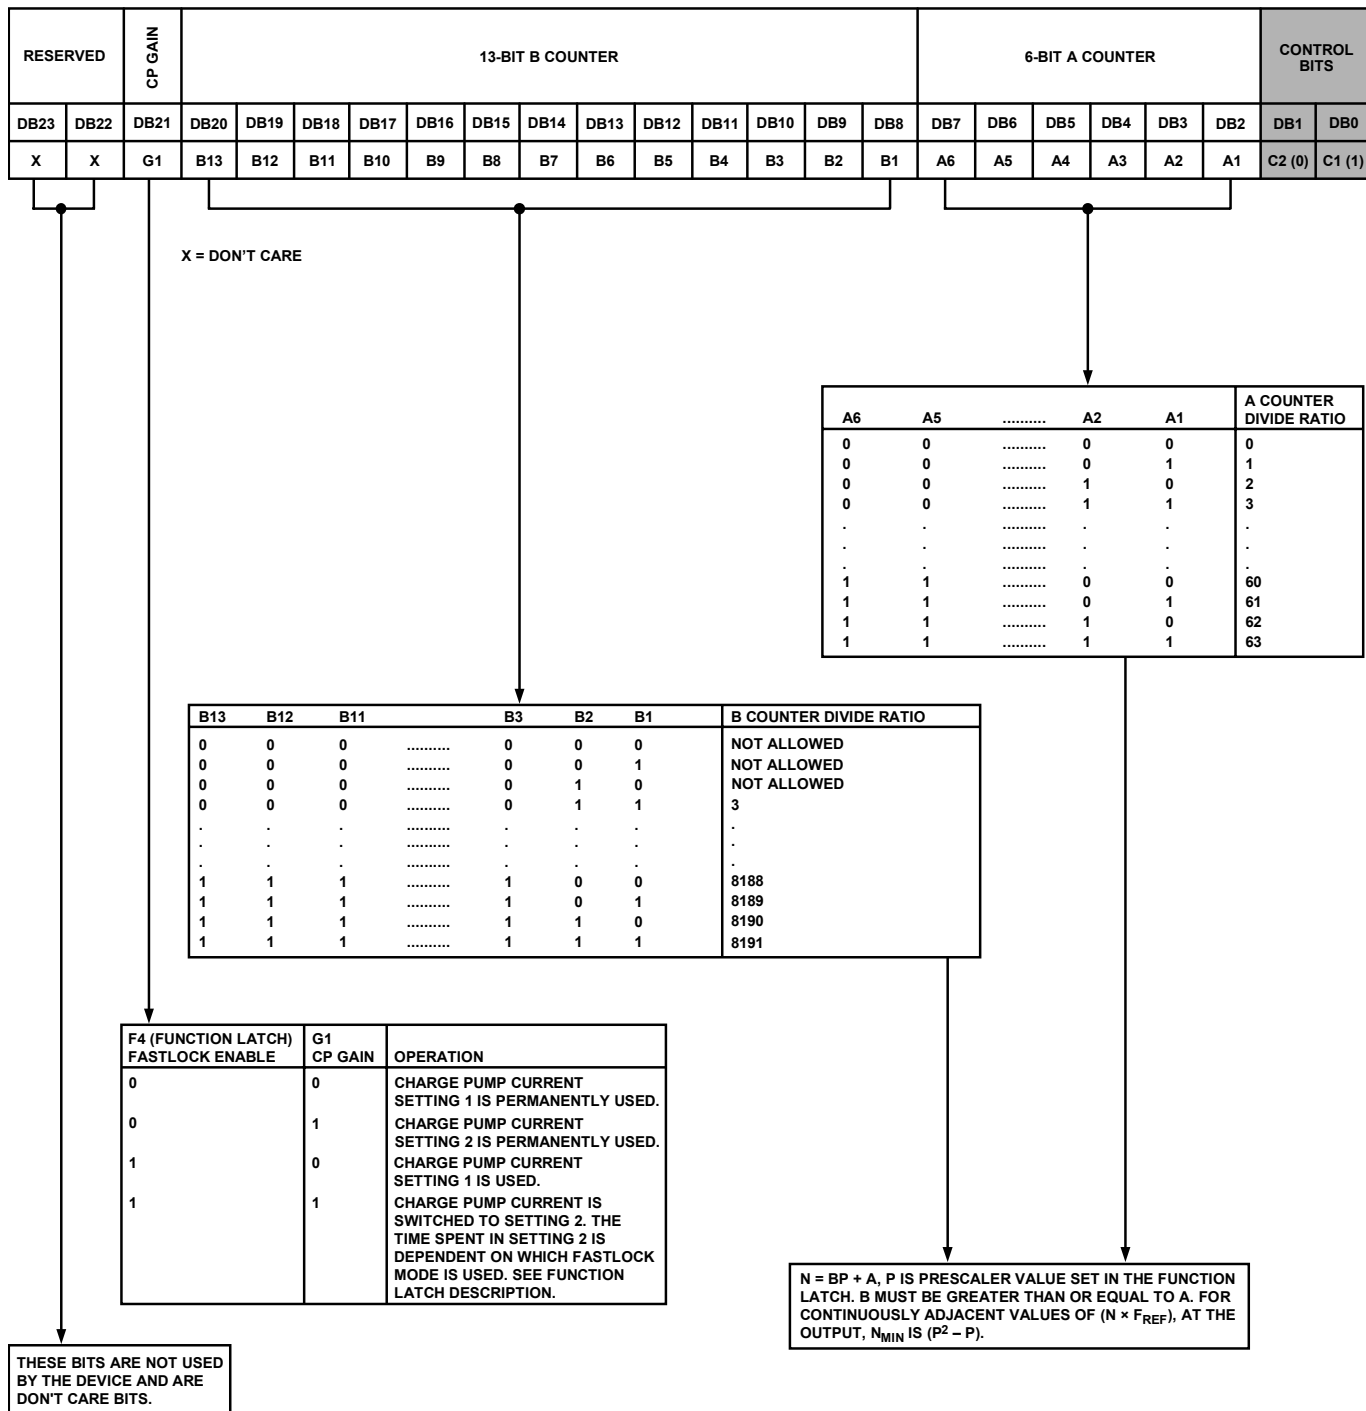 RESERVED CP GAIN 13-BIT B COUNTER 6-BIT A COUNTER CONTROL BITS
DB23 DB22 DB21 DB20 DB19 DB18 DB17 DB16 DB15 DB14 DB13 DB12 DB11 DB10 DB9 DB8 DB7 DB6 DB5 DB4 DB3 DB2 DB1 DB0
X X G1 B13 B12 B11 B10 B9 B8 B7 B6 B5 B4 B3 B2 B1 A6 A5 A4 A3 A2 A1 C2 (0) C1 (1)
X = DON'T CARE
A6 A5 .......... A2 A1 A COUNTER DIVIDE RATIO
0 0 .......... 0 0 0
0 0 .......... 0 1 1
0 0 .......... 1 0 2
0 0 .......... 1 1 3
. . .......... . . .
. . .......... . . .
. . .......... . . .
1 1 .......... 0 0 60
1 1 .......... 0 1 61
1 1 .......... 1 0 62
1 1 .......... 1 1 63
B13 B12 B11 B3 B2 B1 B COUNTER DIVIDE RATIO
0 0 0 .......... 0 0 0 NOT ALLOWED
0 0 0 .......... 0 0 1 NOT ALLOWED
0 0 0 .......... 0 1 0 NOT ALLOWED
0 0 0 .......... 0 1 1 3
. . . .......... . . . .
. . . .......... . . . .
. . . .......... . . . .
1 1 1 .......... 1 0 0 8188
1 1 1 .......... 1 0 1 8189
1 1 1 .......... 1 1 0 8190
1 1 1 .......... 1 1 1 8191
F4 (FUNCTION LATCH) G1
FASTLOCK ENABLE CP GAIN OPERATION
0 0 CHARGE PUMP CURRENT
SETTING 1 IS PERMANENTLY USED.
0 1 CHARGE PUMP CURRENT
SETTING 2 IS PERMANENTLY USED.
1 0 CHARGE PUMP CURRENT
SETTING 1 IS USED.
1 1 CHARGE PUMP CURRENT IS
SWITCHED TO SETTING 2. THE
TIME SPENT IN SETTING 2 IS
DEPENDENT ON WHICH FASTLOCK
MODE IS USED. SEE FUNCTION
LATCH DESCRIPTION.
N = BP + A, P IS PRESCALER VALUE SET IN THE FUNCTION
LATCH. B MUST BE GREATER THAN OR EQUAL TO A. FOR
CONTINUOUSLY ADJACENT VALUES OF (N × FREF), AT THE
OUTPUT, NMIN IS (P² – P).
THESE BITS ARE NOT USED
BY THE DEVICE AND ARE
DON'T CARE BITS.